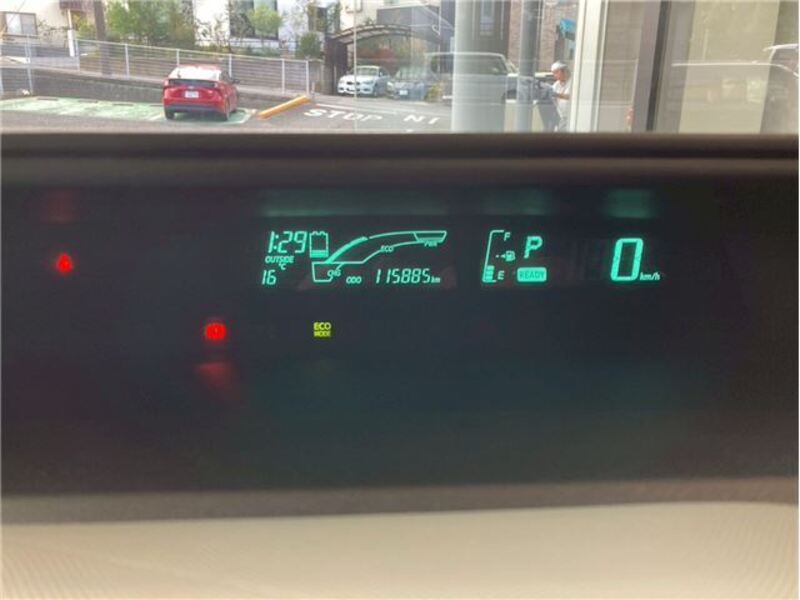 STOP
1:29
OUTSIDE
16 °C
ECO
PWR
CHG
ODO 115885 km
F
E
P
READY
0 km/h
ECO
MODE